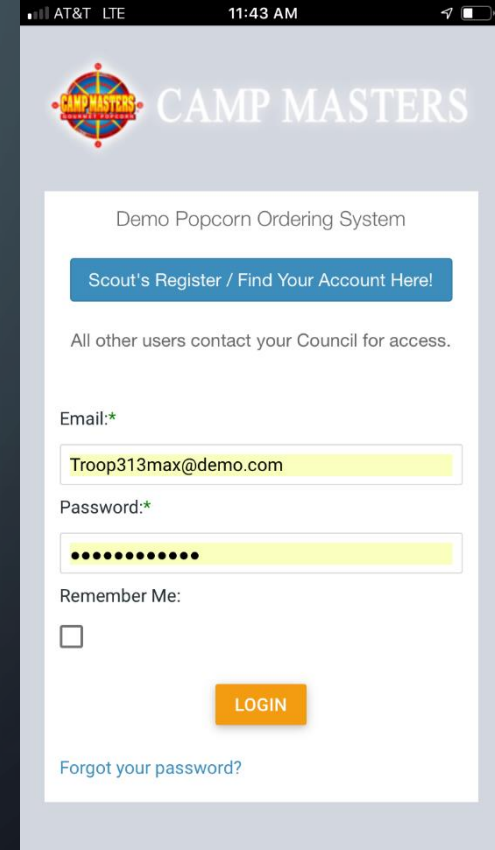 AT&T LTE 11:43 AM
CAMP MASTERS
GOURMET POPCORN
CAMP MASTERS
Demo Popcorn Ordering System
Scout's Register / Find Your Account Here!
All other users contact your Council for access.
Email:*
Troop313max@demo.com
Password:*
••••••••••••
Remember Me:
LOGIN
Forgot your password?